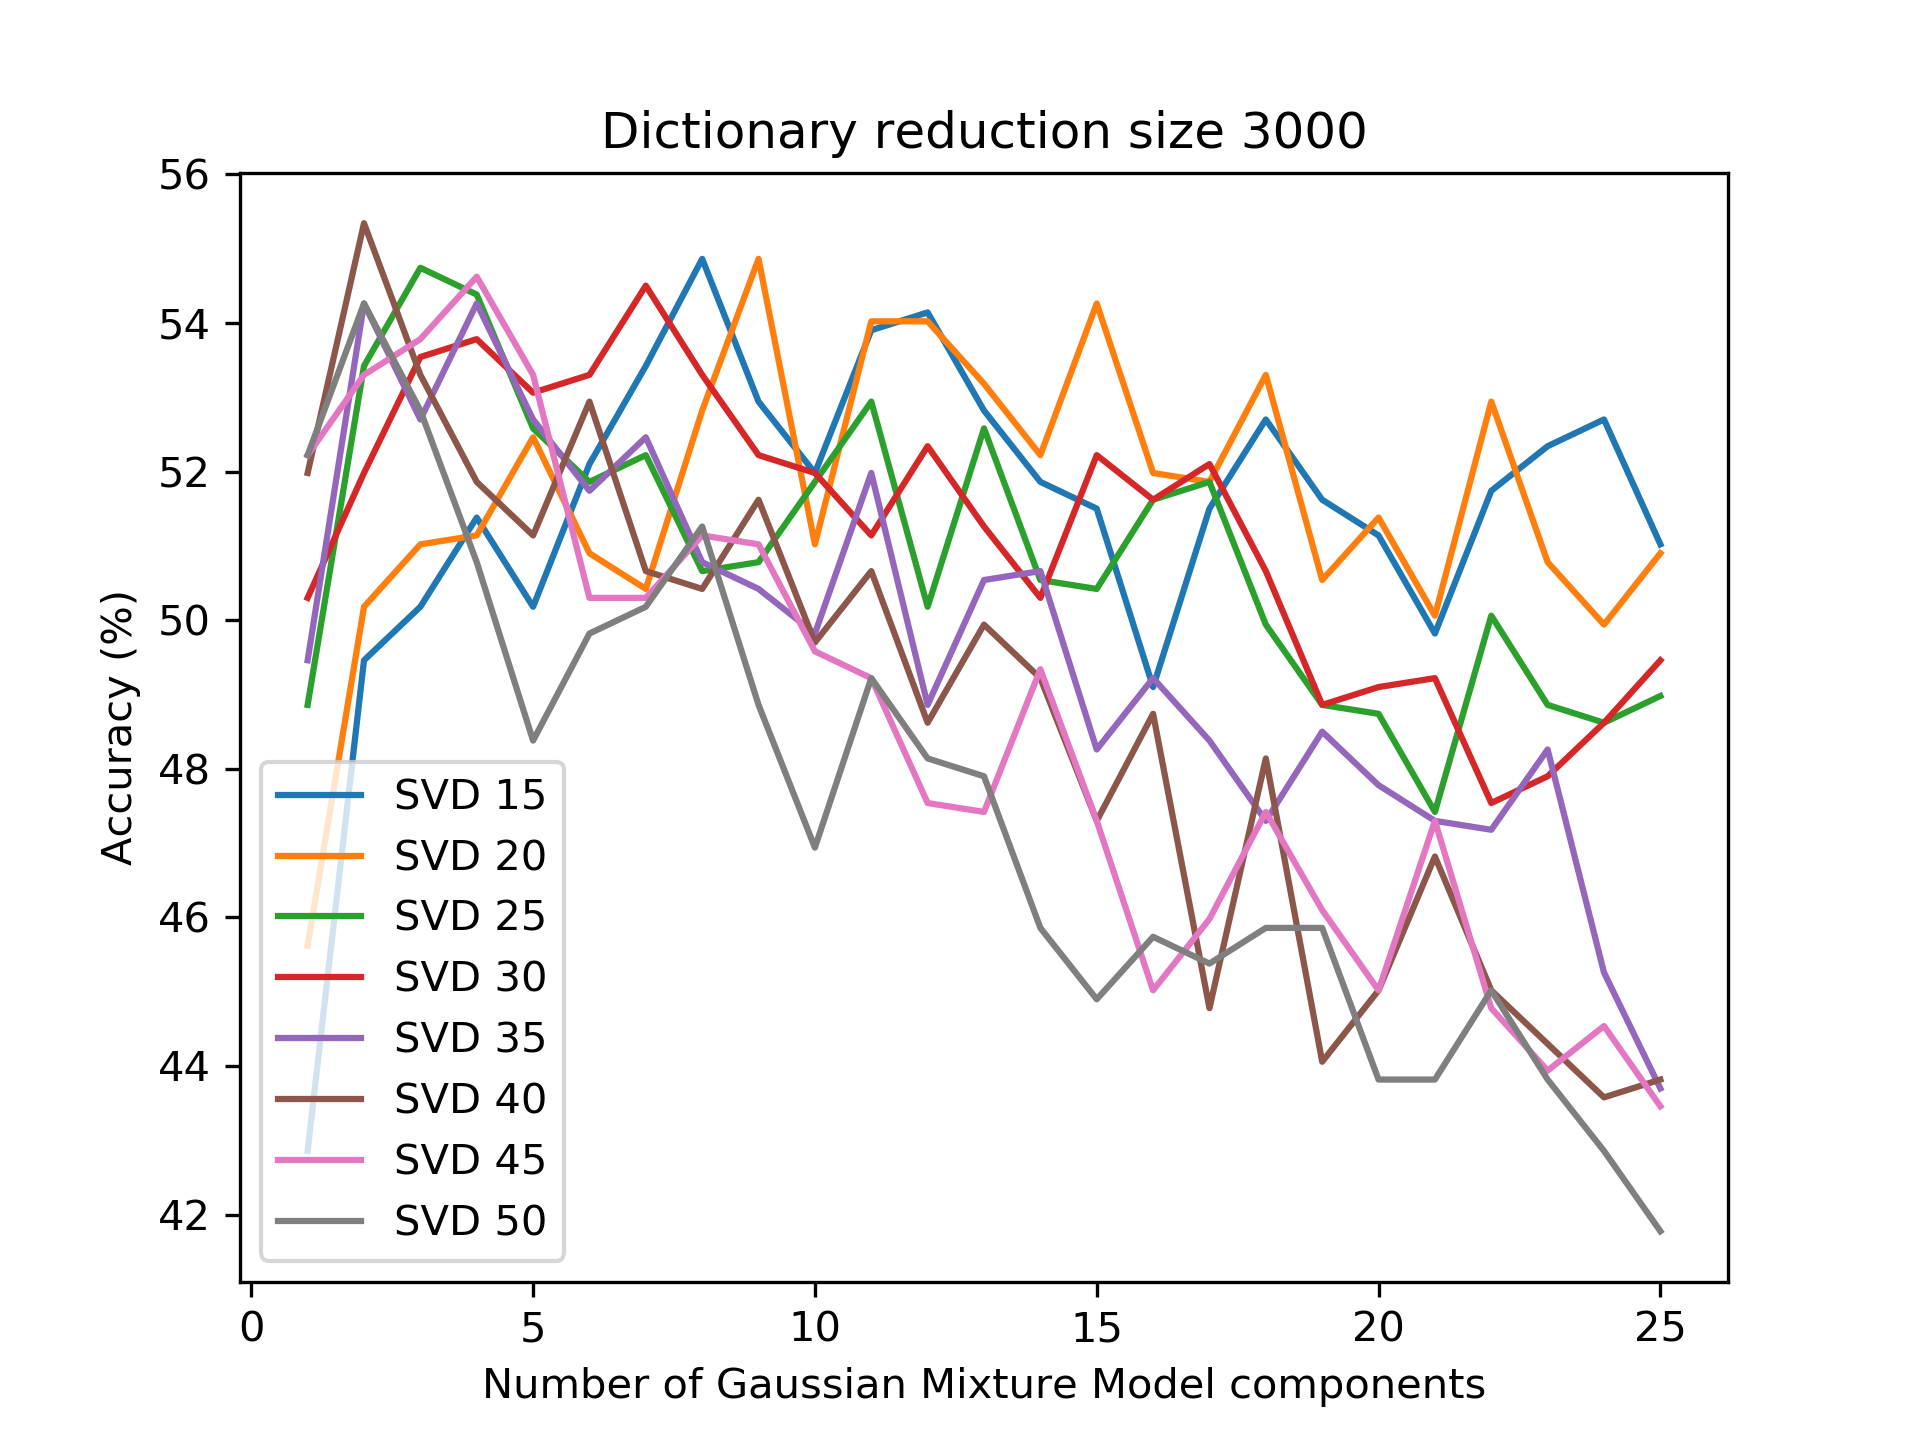 Dictionary reduction size 3000
56
54
52
50
48
46
44
42
Accuracy (%)
SVD 15
SVD 20
SVD 25
SVD 30
SVD 35
SVD 40
SVD 45
SVD 50
0 5 10 15 20 25
Number of Gaussian Mixture Model components